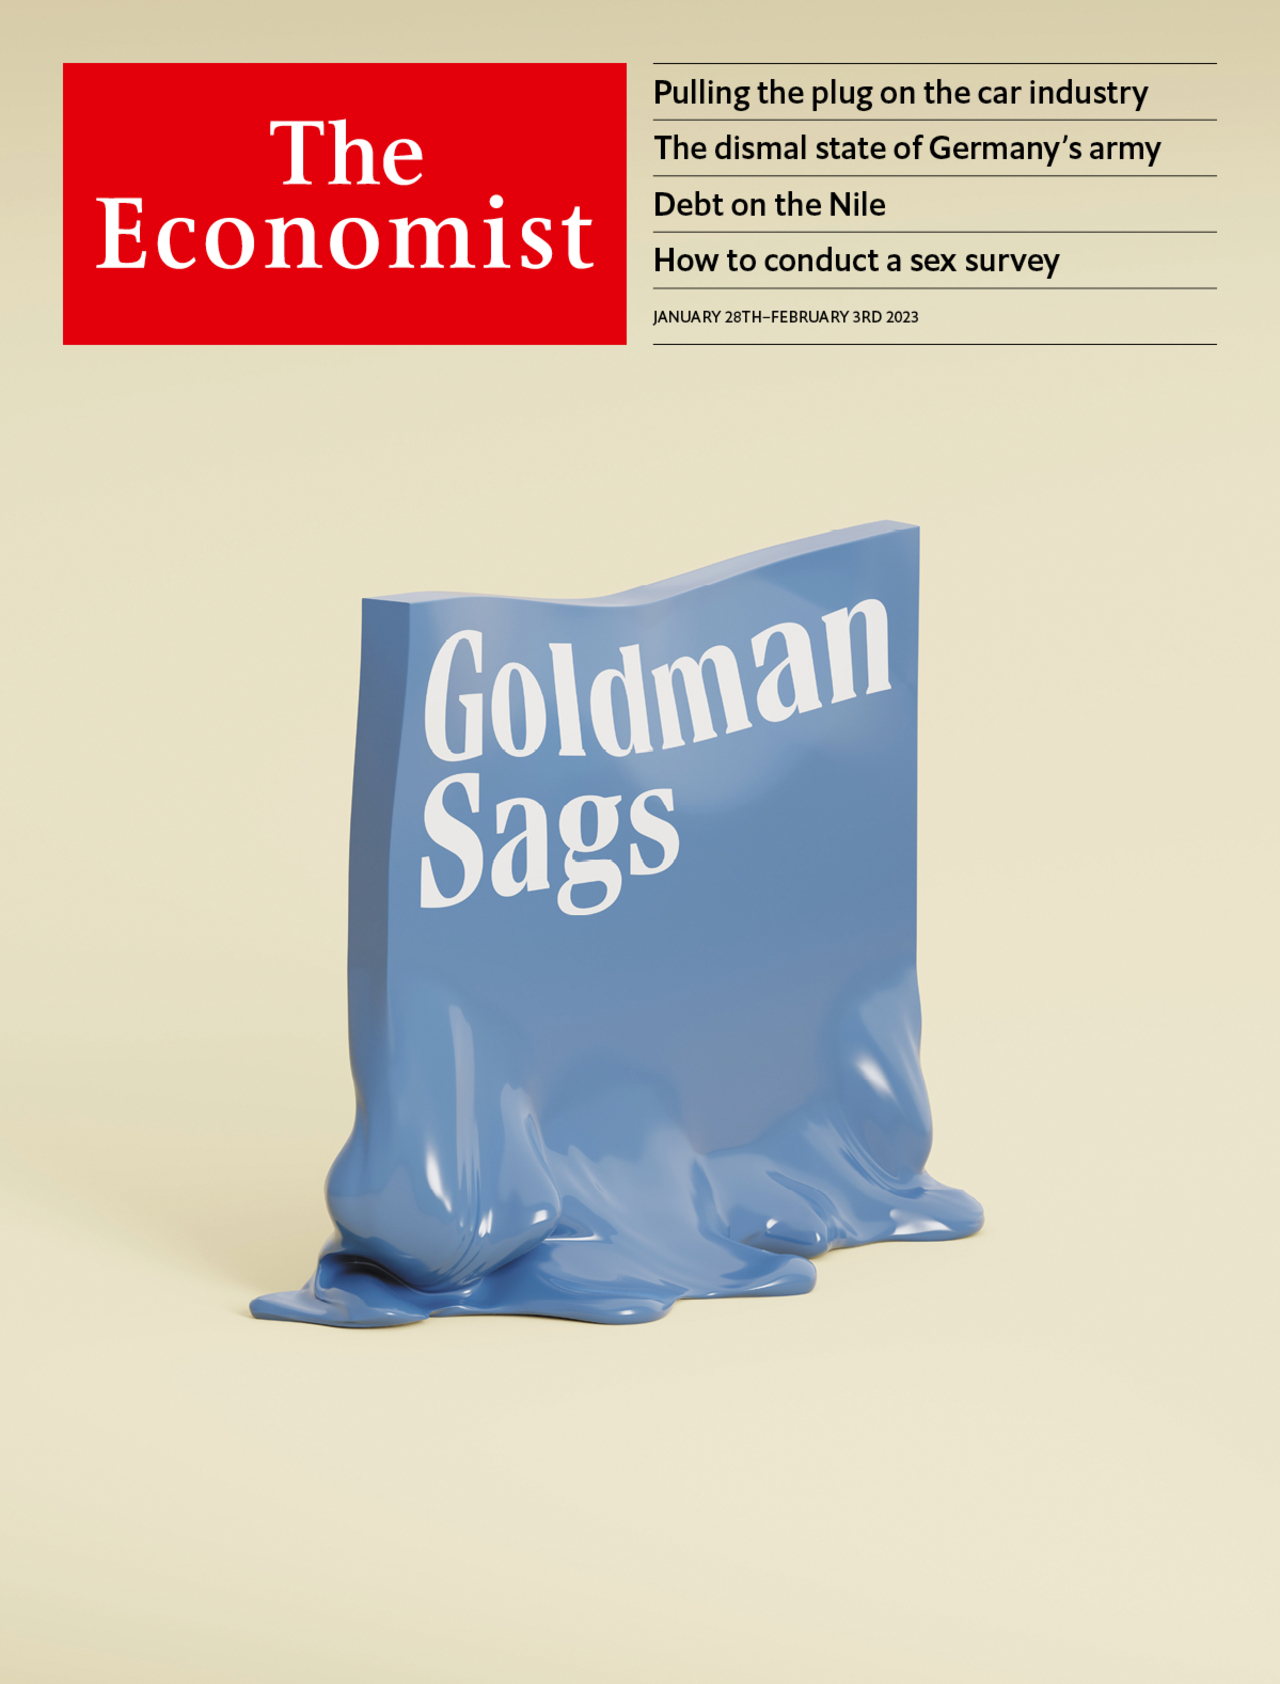 The
Economist
Pulling the plug on the car industry
The dismal state of Germany’s army
Debt on the Nile
How to conduct a sex survey
JANUARY 28TH–FEBRUARY 3RD 2023
Goldman
Sags